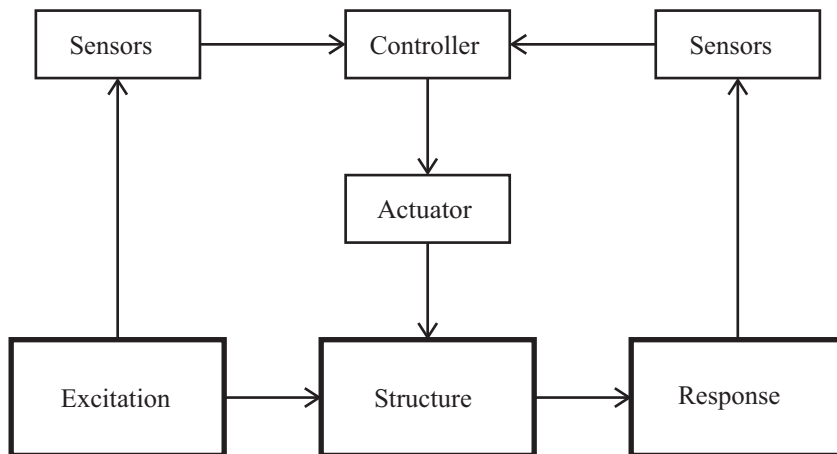 Sensors
Controller
Sensors
Actuator
Excitation
Structure
Response